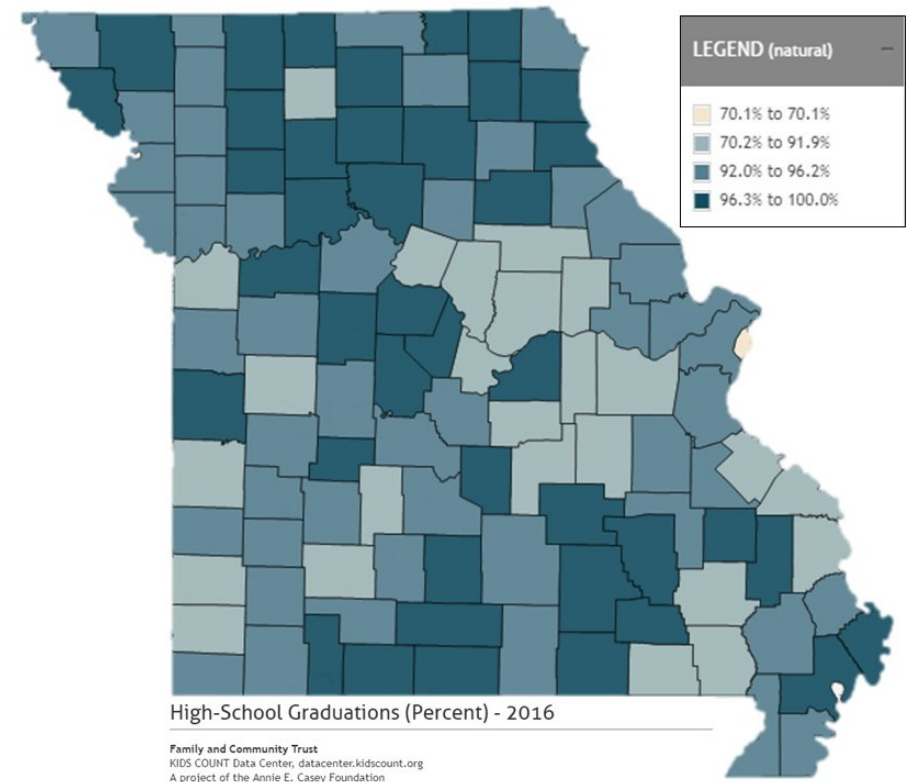 LEGEND (natural)
70.1% to 70.1%
70.2% to 91.9%
92.0% to 96.2%
96.3% to 100.0%
High-School Graduations (Percent) - 2016
Family and Community Trust
KIDS COUNT Data Center, datacenter.kidscount.org
A project of the Annie E. Casey Foundation